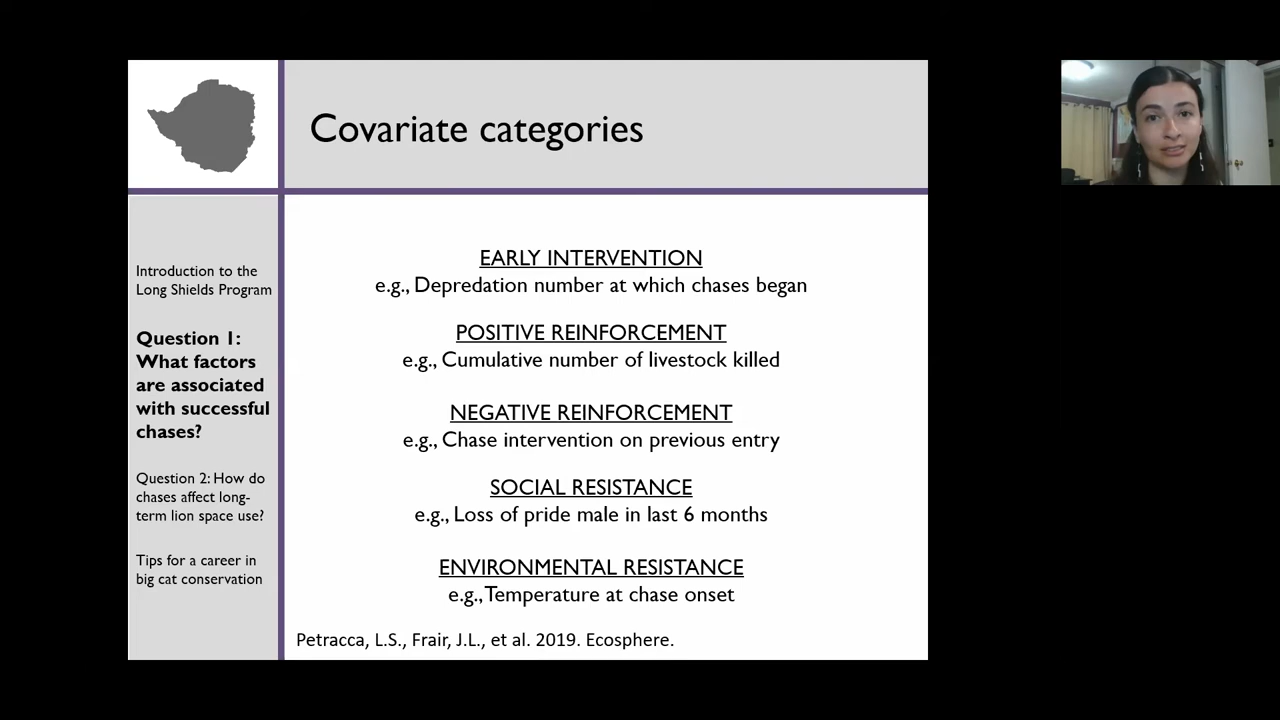 Covariate categories
Introduction to the
Long Shields Program
Question 1:
What factors
are associated
with successful
chases?
Question 2: How do
chases affect long-
term lion space use?
Tips for a career in
big cat conservation
EARLY INTERVENTION
e.g., Depredation number at which chases began
POSITIVE REINFORCEMENT
e.g., Cumulative number of livestock killed
NEGATIVE REINFORCEMENT
e.g., Chase intervention on previous entry
SOCIAL RESISTANCE
e.g., Loss of pride male in last 6 months
ENVIRONMENTAL RESISTANCE
e.g., Temperature at chase onset
Petracca, L.S., Frair, J.L., et al. 2019. Ecosphere.